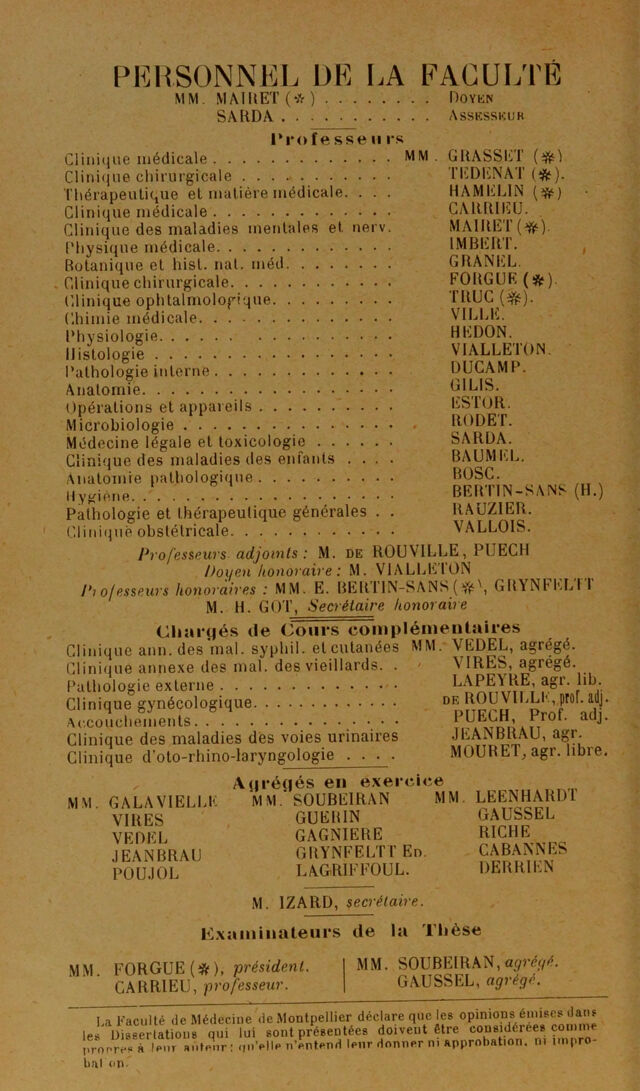 PERSONNEL DE LA FACULTÉ
MM. MAIRET (✻) . . . . . . . . . DOYEN
SARDA . . . . . . . . . . . ASSESSEUR
Professeurs
Clinique médicale . . . . . . . . . . . . . MM. GRASSET (✻)
Clinique chirurgicale . . . . . . . . . . . TEDENAT (✻).
Thérapeutique et matière médicale. . . . HAMELIN (✻)
Clinique médicale . . . . . . . . . . . . . CARRIEU.
Clinique des maladies mentales et nerv. MAIRET (✻).
Physique médicale. . . . . . . . . . . . . IMBERT.
Botanique et hist. nat. méd. . . . . . . . GRANEL.
Clinique chirurgicale. . . . . . . . . . . . FORGUE (✻).
Clinique ophtalmologique. . . . . . . . . TRUC (✻).
Chimie médicale. . . . . . . . . . . . . . VILLE.
Physiologie. . . . . . . . . . . . . . . . . HEDON.
Histologie . . . . . . . . . . . . . . . . . VIALLETON.
Pathologie interne . . . . . . . . . . . . . DUCAMP.
Anatomie. . . . . . . . . . . . . . . . . . GILIS.
Opérations et appareils . . . . . . . . . . ESTOR.
Microbiologie . . . . . . . . . . . . . . . RODET.
Médecine légale et toxicologie . . . . . . SARDA.
Clinique des maladies des enfants . . . . BAUMEL.
Anatomie pathologique . . . . . . . . . . BOSC.
Hygiène. . . . . . . . . . . . . . . . . . . BERTIN-SANS (H.)
Pathologie et thérapeutique générales . . RAUZIER.
Clinique obstétricale. . . . . . . . . . . . VALLOIS.
Professeurs adjoints : M. DE ROUVILLE, PUECH
Doyen honoraire : M. VIALLETON
Professeurs honoraires : MM. E. BERTIN-SANS (✻), GRYNFELTT
M. H. GOT, Secrétaire honoraire
Chargés de Cours complémentaires
Clinique ann. des mal. syphil. et cutanées MM. VEDEL, agrégé.
Clinique annexe des mal. des vieillards. . VIRES, agrégé.
Pathologie externe . . . . . . . . . . . . . LAPEYRE, agr. lib.
Clinique gynécologique. . . . . . . . . . . DE ROUVILLE, prof. adj.
Accouchements. . . . . . . . . . . . . . . PUECH, Prof. adj.
Clinique des maladies des voies urinaires JEANBRAU, agr.
Clinique d'oto-rhino-laryngologie . . . . MOURET, agr. libre.
Agrégés en exercice
MM. GALAVIELLE MM. SOUBEIRAN MM. LEENHARDT
VIRES GUERIN GAUSSEL
VEDEL GAGNIERE RICHE
JEANBRAU GRYNFELTT ED. CABANNES
POUJOL LAGRIFFOUL. DERRIEN
M. IZARD, secrétaire.
Examinateurs de la Thèse
MM. FORGUE (✻), président. MM. SOUBEIRAN, agrégé.
CARRIEU, professeur. GAUSSEL, agrégé.
La Faculté de Médecine de Montpellier déclare que les opinions émises dans
les Dissertations qui lui sont présentées doivent être considérées comme
propres à leur auteur; qu'elle n'entend leur donner ni approbation, ni impro-
bation.